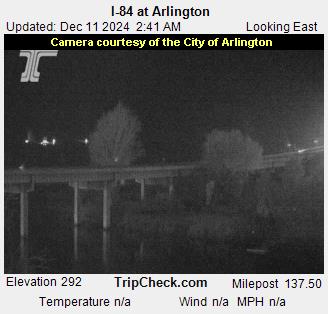 I-84 at Arlington
Updated: Dec 11 2024 2:41 AM Looking East
Camera courtesy of the City of Arlington
Elevation 292 TripCheck.com Milepost 137.50
Temperature n/a Wind n/a MPH n/a